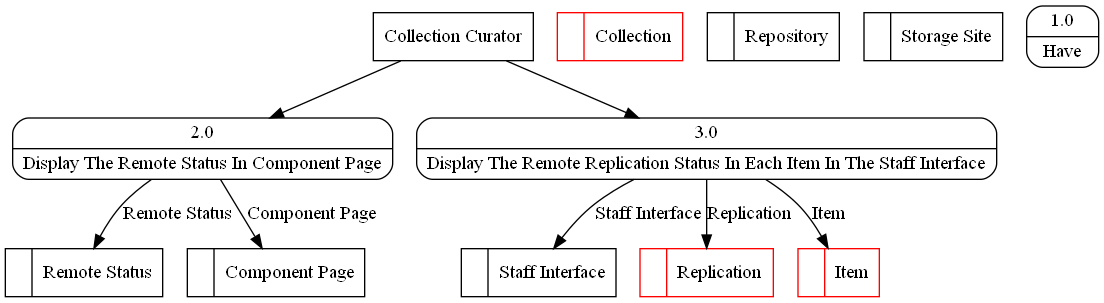 Collection Curator
Collection
Repository
Storage Site
1.0
Have
2.0
Display The Remote Status In Component Page
3.0
Display The Remote Replication Status In Each Item In The Staff Interface
Remote Status
Component Page
Staff Interface
Replication
Item
Remote Status
Component Page
Staff Interface
Replication
Item